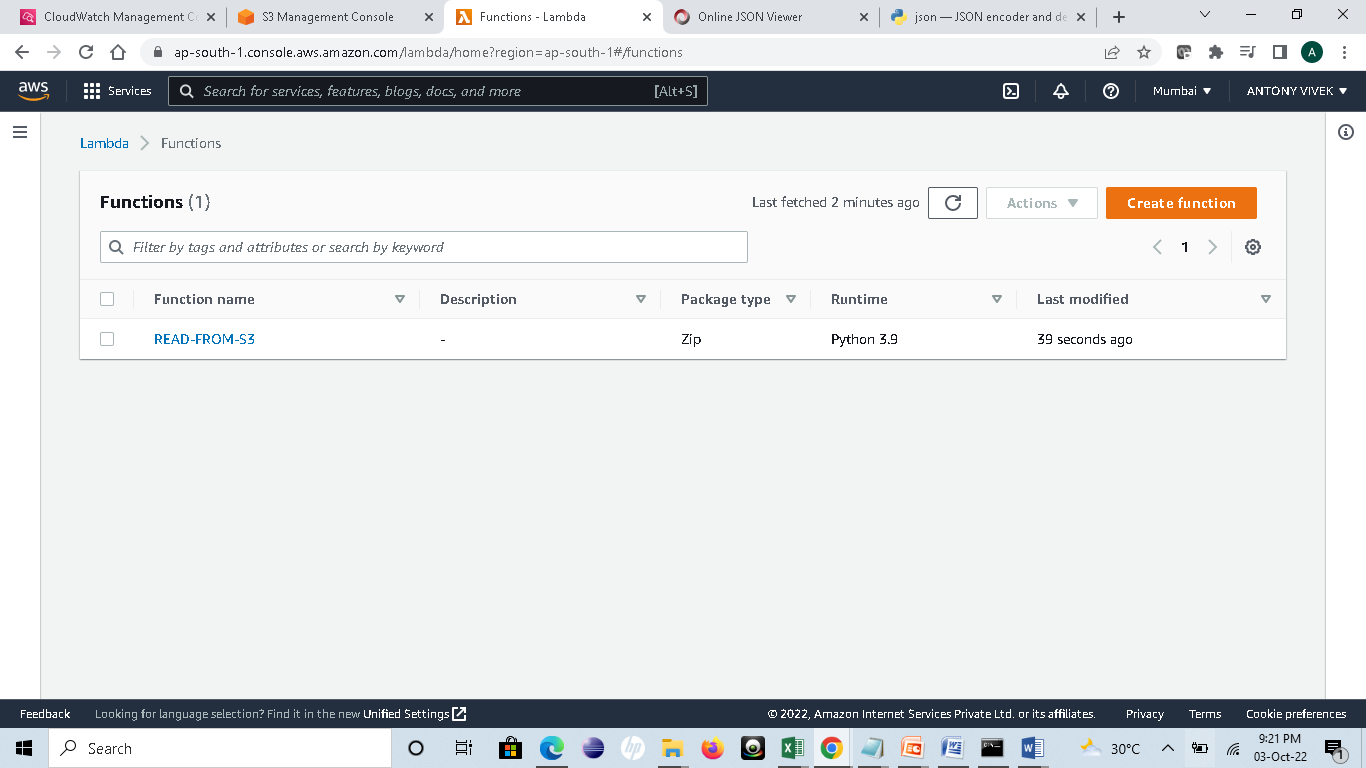 CloudWatch Management C
S3 Management Console
Functions - Lambda
Online JSON Viewer
json — JSON encoder and de
ap-south-1.console.aws.amazon.com/lambda/home?region=ap-south-1#/functions
A
aws
Services
Search for services, features, blogs, docs, and more
[Alt+S]
Mumbai
ANTONY VIVEK
Lambda
Functions
Functions (1)
Last fetched 2 minutes ago
Actions
Create function
Filter by tags and attributes or search by keyword
1
Function name
Description
Package type
Runtime
Last modified
READ-FROM-S3
-
Zip
Python 3.9
39 seconds ago
Feedback
Looking for language selection? Find it in the new Unified Settings
© 2022, Amazon Internet Services Private Ltd. or its affiliates.
Privacy
Terms
Cookie preferences
Search
hp
30°C
9:21 PM
03-Oct-22
1